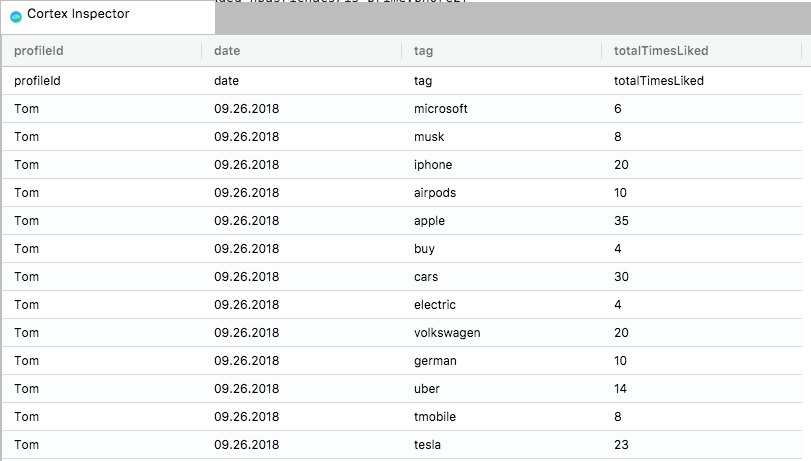 Cortex Inspector
profileId date tag totalTimesLiked
profileId date tag totalTimesLiked
Tom 09.26.2018 microsoft 6
Tom 09.26.2018 musk 8
Tom 09.26.2018 iphone 20
Tom 09.26.2018 airpods 10
Tom 09.26.2018 apple 35
Tom 09.26.2018 buy 4
Tom 09.26.2018 cars 30
Tom 09.26.2018 electric 4
Tom 09.26.2018 volkswagen 20
Tom 09.26.2018 german 10
Tom 09.26.2018 uber 14
Tom 09.26.2018 tmobile 8
Tom 09.26.2018 tesla 23